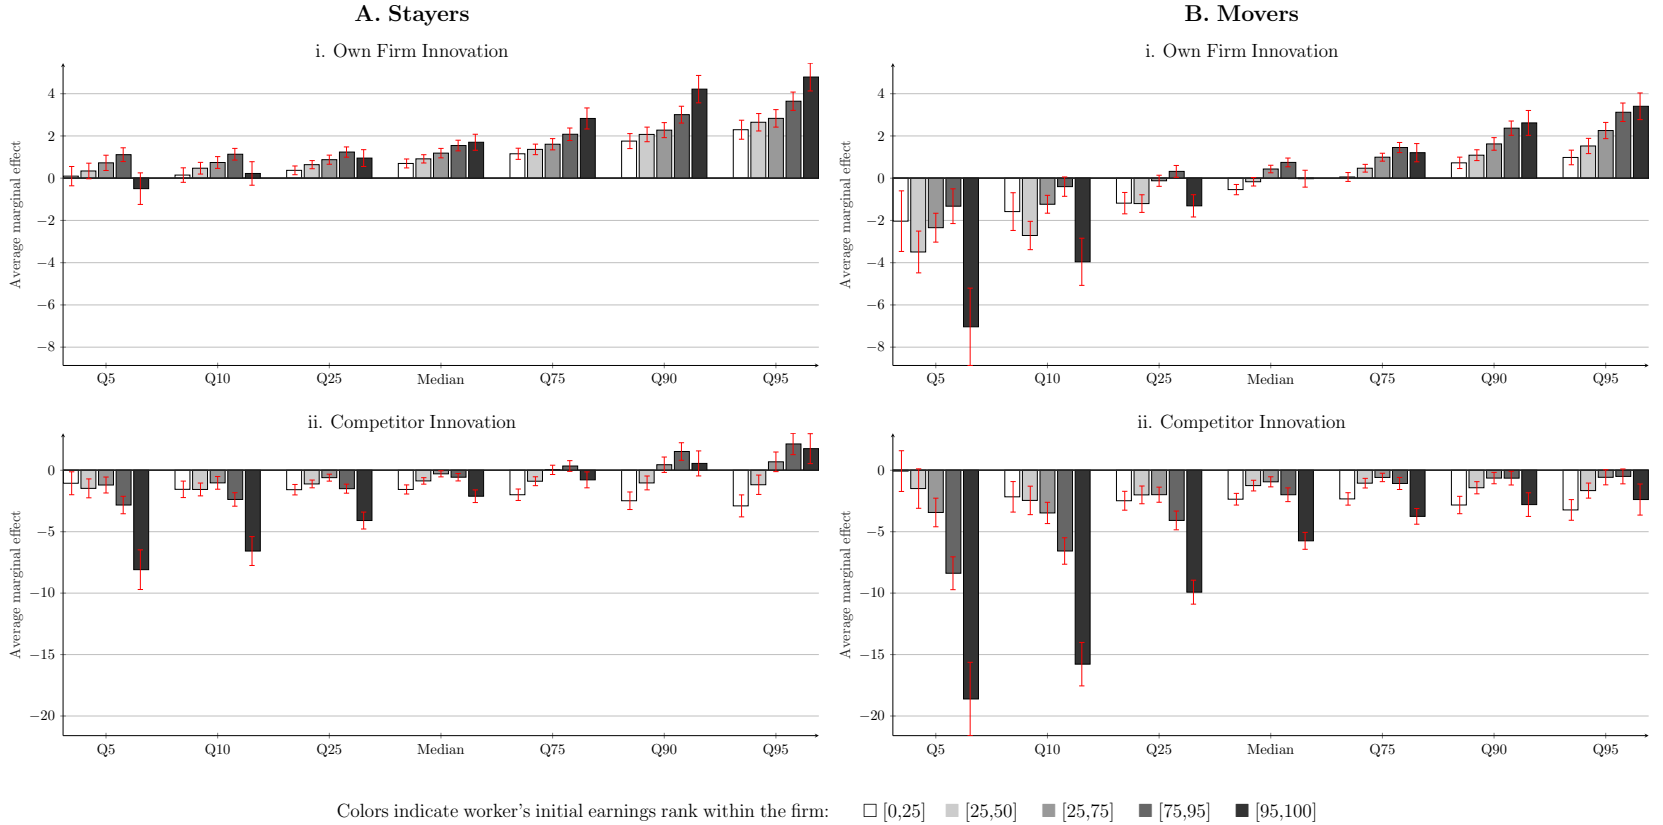 A. Stayers
i. Own Firm Innovation
Average marginal effect
4
2
0
−2
−4
−6
−8
Q5 Q10 Q25 Median Q75 Q90 Q95
ii. Competitor Innovation
Average marginal effect
0
−5
−10
−15
−20
Q5 Q10 Q25 Median Q75 Q90 Q95
B. Movers
i. Own Firm Innovation
Average marginal effect
4
2
0
−2
−4
−6
−8
Q5 Q10 Q25 Median Q75 Q90 Q95
ii. Competitor Innovation
Average marginal effect
0
−5
−10
−15
−20
Q5 Q10 Q25 Median Q75 Q90 Q95
Colors indicate worker's initial earnings rank within the firm: [0,25] [25,50] [25,75] [75,95] [95,100]